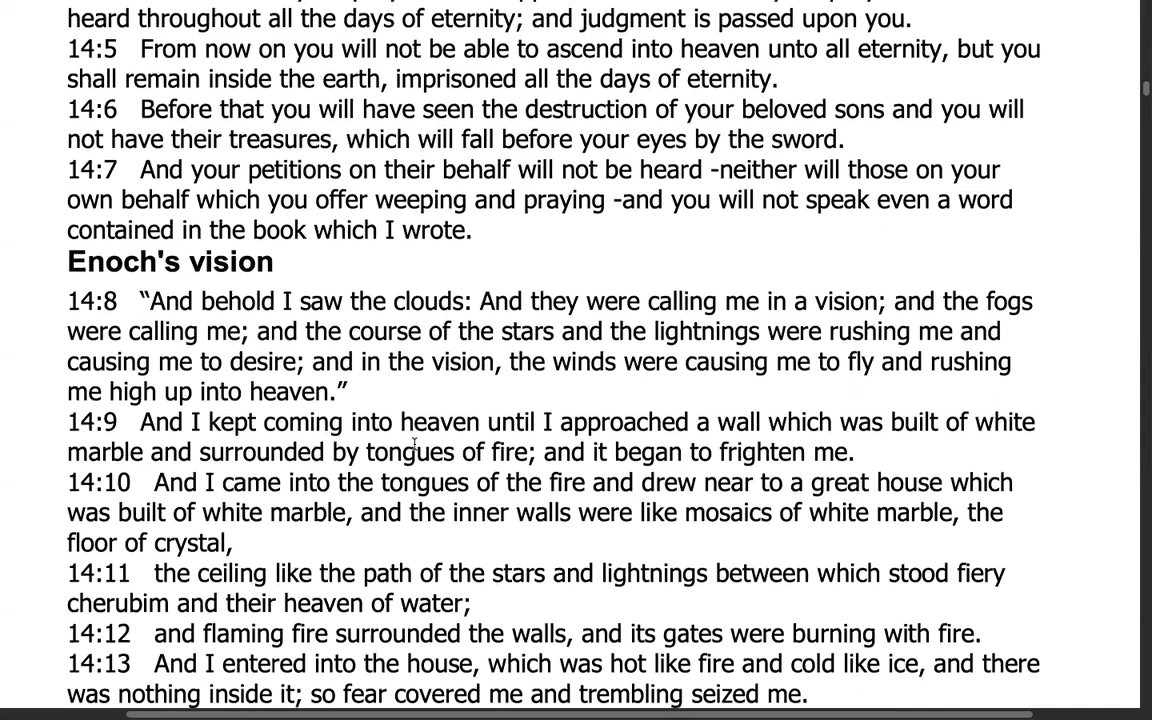 heard throughout all the days of eternity; and judgment is passed upon you.
14:5 From now on you will not be able to ascend into heaven unto all eternity, but you
shall remain inside the earth, imprisoned all the days of eternity.
14:6 Before that you will have seen the destruction of your beloved sons and you will
not have their treasures, which will fall before your eyes by the sword.
14:7 And your petitions on their behalf will not be heard -neither will those on your
own behalf which you offer weeping and praying -and you will not speak even a word
contained in the book which I wrote.
Enoch's vision
14:8 “And behold I saw the clouds: And they were calling me in a vision; and the fogs
were calling me; and the course of the stars and the lightnings were rushing me and
causing me to desire; and in the vision, the winds were causing me to fly and rushing
me high up into heaven.”
14:9 And I kept coming into heaven until I approached a wall which was built of white
marble and surrounded by tongues of fire; and it began to frighten me.
14:10 And I came into the tongues of the fire and drew near to a great house which
was built of white marble, and the inner walls were like mosaics of white marble, the
floor of crystal,
14:11 the ceiling like the path of the stars and lightnings between which stood fiery
cherubim and their heaven of water;
14:12 and flaming fire surrounded the walls, and its gates were burning with fire.
14:13 And I entered into the house, which was hot like fire and cold like ice, and there
was nothing inside it; so fear covered me and trembling seized me.